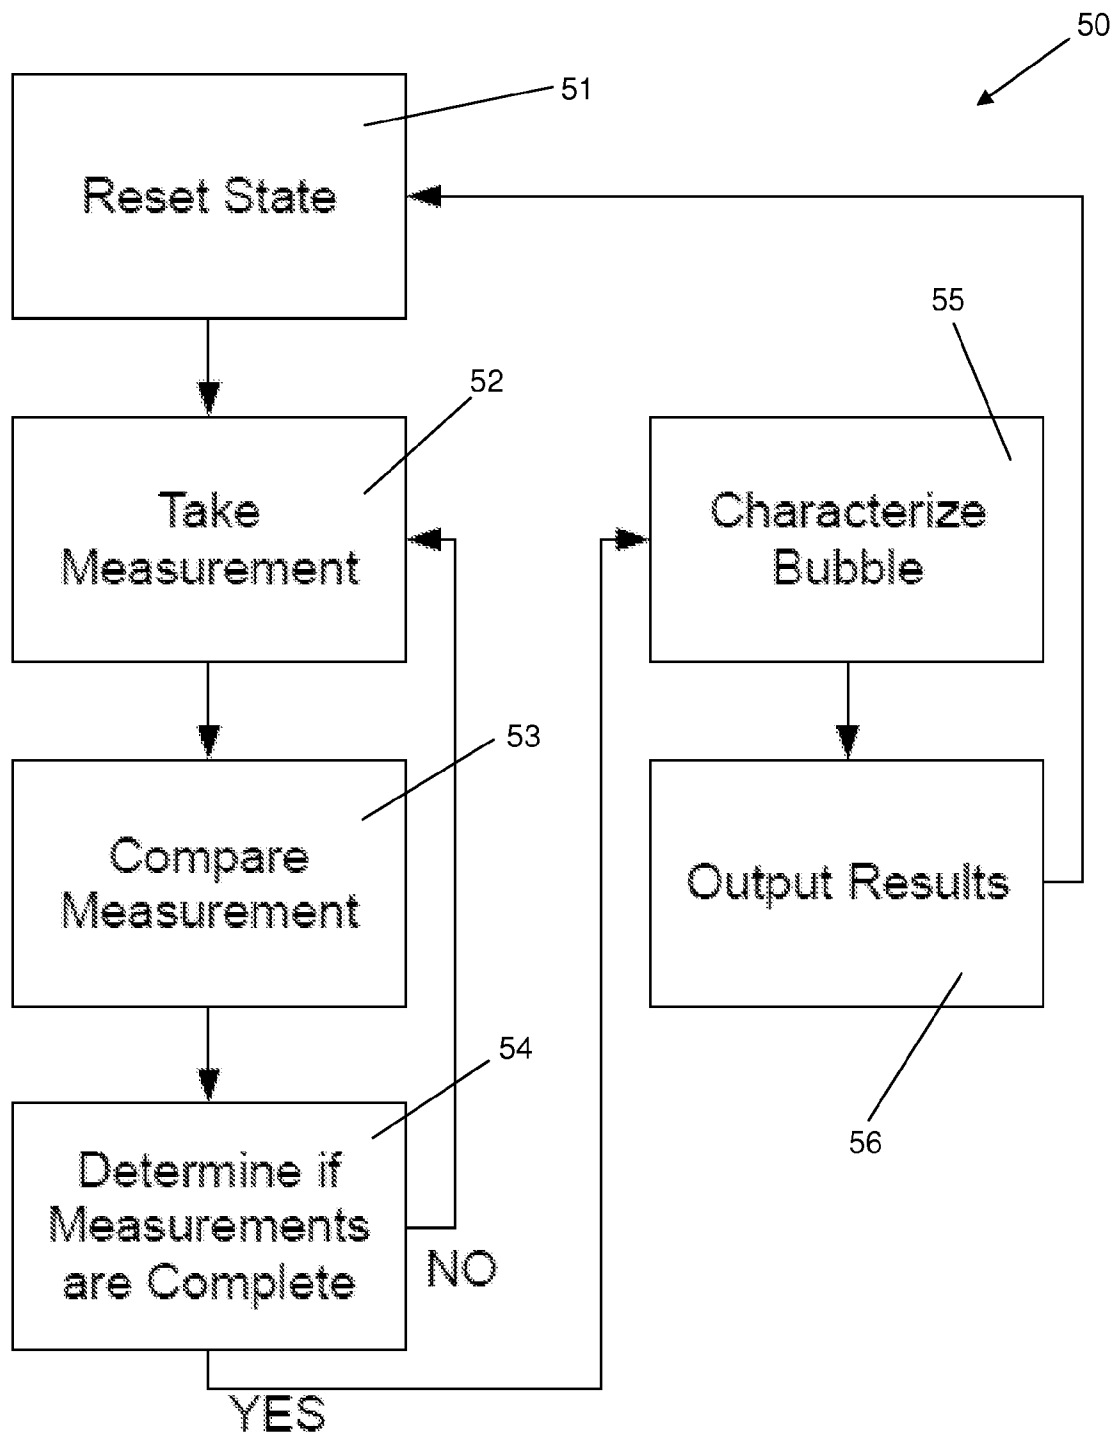 50
51
Reset State
52
Take
Measurement
53
Compare
Measurement
54
Determine if
Measurements
are Complete
NO
YES
55
Characterize
Bubble
Output Results
56